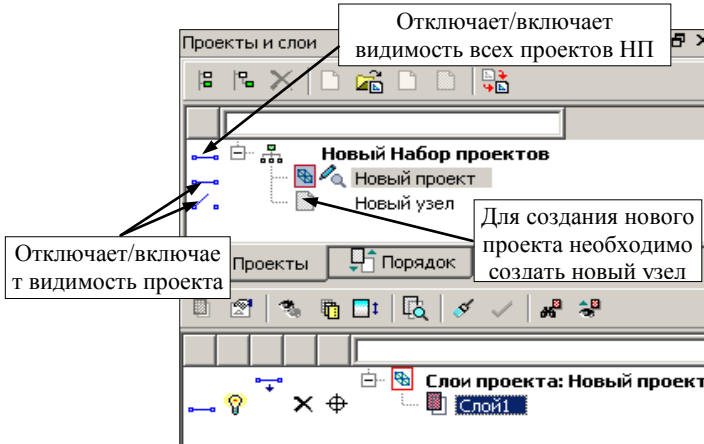 Отключает/включает
видимость всех проектов НП
Проекты и слои
Новый Набор проектов
Новый проект
Новый узел
Для создания нового
проекта необходимо
создать новый узел
Отключает/включае
т видимость проекта
Проекты
Порядок
Слои проекта: Новый проект
Слой1